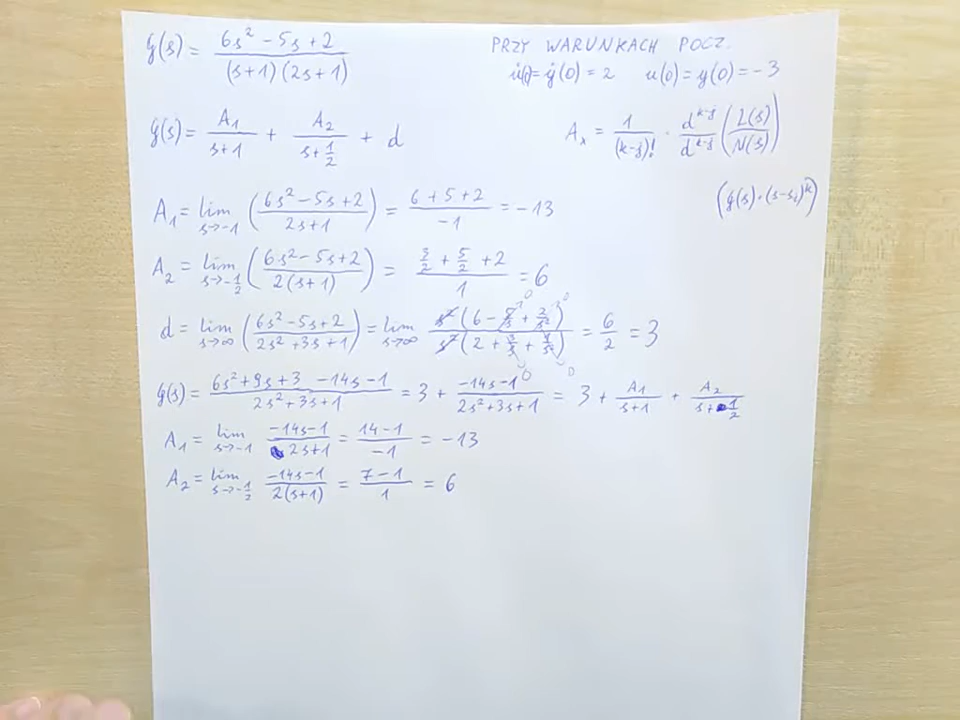 g(s) = (6s² - 5s + 2) / ((s+1)(2s+1))
PRZY WARUNKACH POCZ.
u̇(0) = ẏ(0) = 2   u(0) = y(0) = -3
g(s) = A₁/(s+1) + A₂/(s+½) + d
Aₓ = 1/(k-j)! · d^(k-j)/d^(k-j) (L(s)/N(s))
(g(s)·(s-sᵢ)^k)
A₁ = lim s→-1 ((6s² - 5s + 2)/(2s+1)) = (6+5+2)/(-1) = -13
A₂ = lim s→-½ ((6s² - 5s + 2)/(2(s+1))) = (3/2 + 5/2 + 2)/1 = 6
d = lim s→∞ ((6s² - 5s + 2)/(2s² + 3s + 1)) = lim s→∞ (s²(6 - 5/s + 2/s²))/(s²(2 + 3/s + 1/s²)) = 6/2 = 3
g(s) = (6s² + 9s + 3 - 14s - 1)/(2s² + 3s + 1) = 3 + (-14s - 1)/(2s² + 3s + 1) = 3 + A₁/(s+1) + A₂/(s+½)
A₁ = lim s→-1 (-14s - 1)/(2s+1) = (14-1)/(-1) = -13
A₂ = lim s→-½ (-14s - 1)/(2(s+1)) = (7-1)/1 = 6